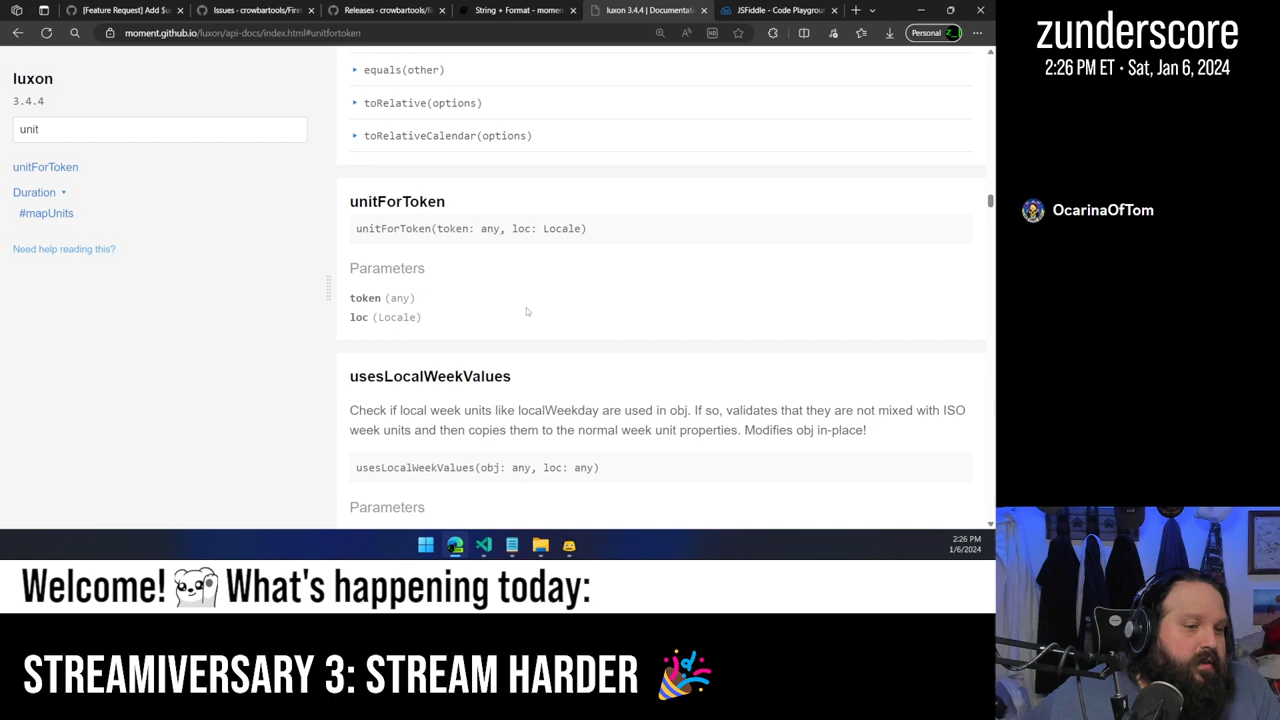 [Feature Request] Add $u
Issues · crowbartools/Fire
Releases · crowbartools/fi
String + Format - momen
luxon 3.4.4 | Documentati
JSFiddle - Code Playgrou
moment.github.io/luxon/api-docs/index.html#unitfortoken
Personal
luxon
3.4.4
unit
unitForToken
Duration
#mapUnits
Need help reading this?
equals(other)
toRelative(options)
toRelativeCalendar(options)
unitForToken
unitForToken(token: any, loc: Locale)
Parameters
token (any)
loc (Locale)
usesLocalWeekValues
Check if local week units like localWeekday are used in obj. If so, validates that they are not mixed with ISO
week units and then copies them to the normal week unit properties. Modifies obj in-place!
usesLocalWeekValues(obj: any, loc: any)
Parameters
2:26 PM
1/6/2024
zunderscore
2:26 PM ET • Sat, Jan 6, 2024
OcarinaOfTom
Welcome! What's happening today:
STREAMIVERSARY 3: STREAM HARDER